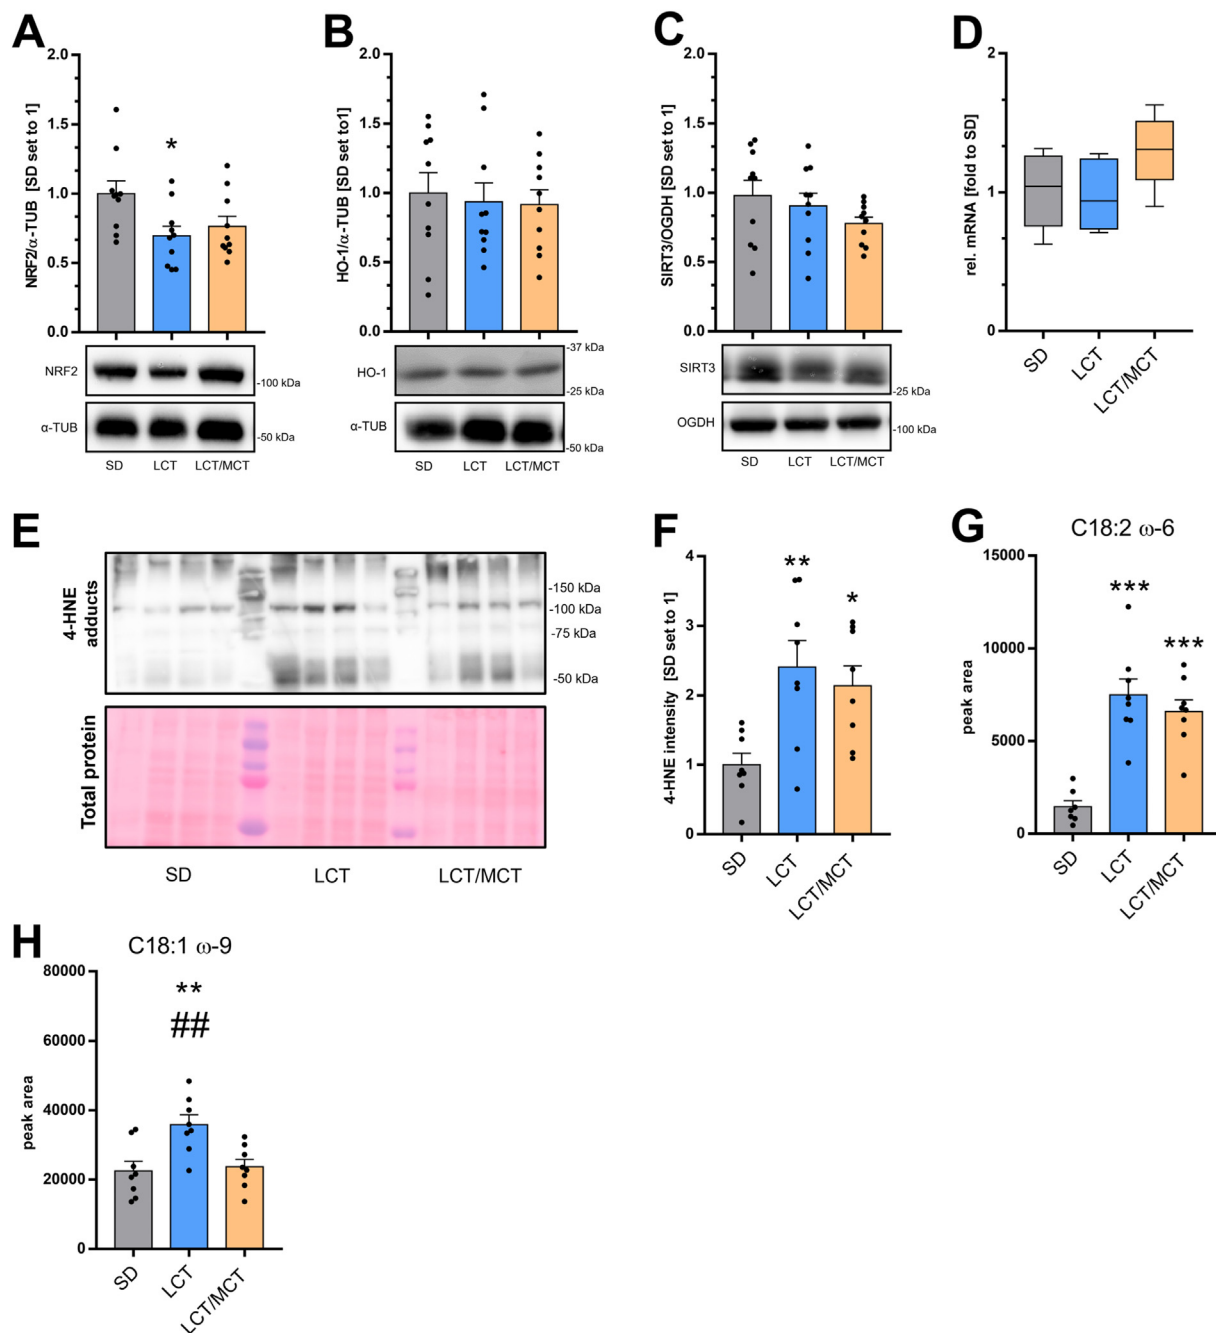 A
NRF2/α-TUB [SD set to 1]
2.0
1.5
1.0
0.5
0.0
*
NRF2
-100 kDa
α-TUB
-50 kDa
SD LCT LCT/MCT
B
HO-1/α-TUB [SD set to1]
2.0
1.5
1.0
0.5
0.0
-37 kDa
HO-1
-25 kDa
α-TUB
-50 kDa
SD LCT LCT/MCT
C
SIRT3/OGDH [SD set to 1]
2.0
1.5
1.0
0.5
0.0
SIRT3
-25 kDa
OGDH
-100 kDa
SD LCT LCT/MCT
D
rel. mRNA [fold to SD]
2
1
0
SD LCT LCT/MCT
E
4-HNE
adducts
-150 kDa
-100 kDa
-75 kDa
-50 kDa
Total protein
SD LCT LCT/MCT
F
4-HNE intensity [SD set to 1]
4
3
2
1
0
**
*
SD LCT LCT/MCT
G
C18:2 ω-6
peak area
15000
10000
5000
0
***
***
SD LCT LCT/MCT
H
C18:1 ω-9
peak area
80000
60000
40000
20000
0
**
##
SD LCT LCT/MCT